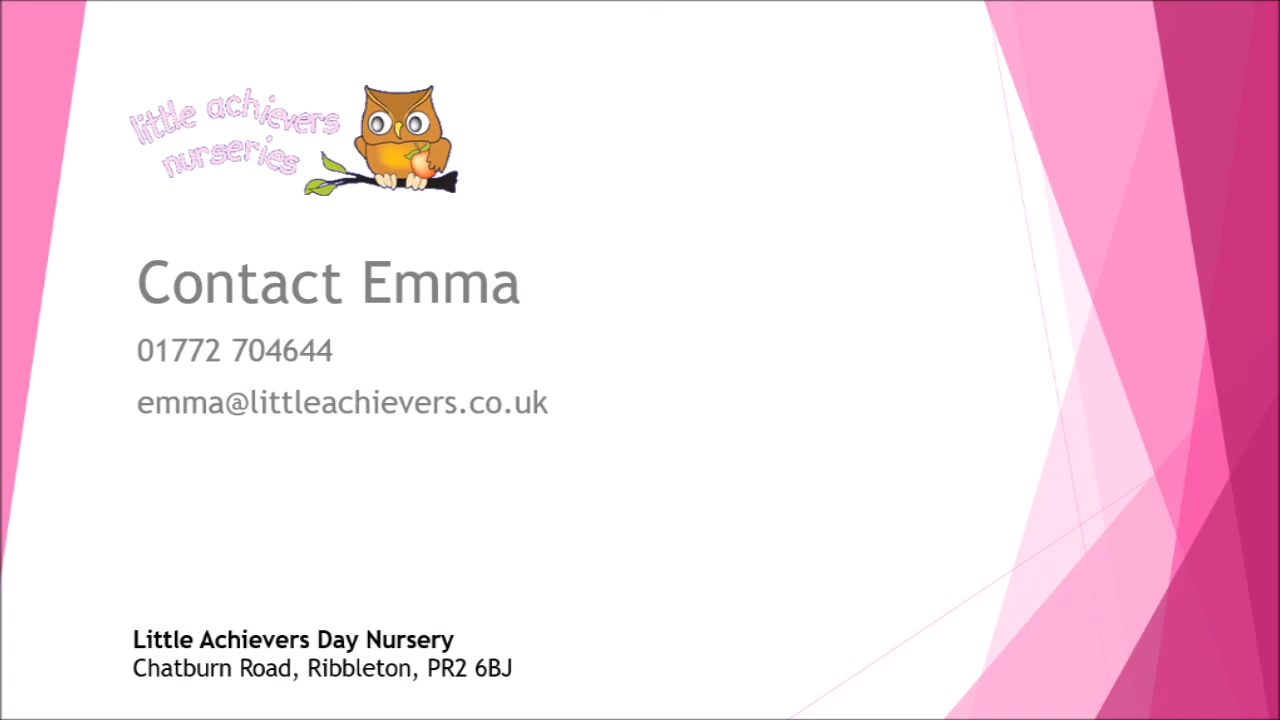 little achievers
nurseries
Contact Emma
01772 704644
emma@littleachievers.co.uk
Little Achievers Day Nursery
Chatburn Road, Ribbleton, PR2 6BJ